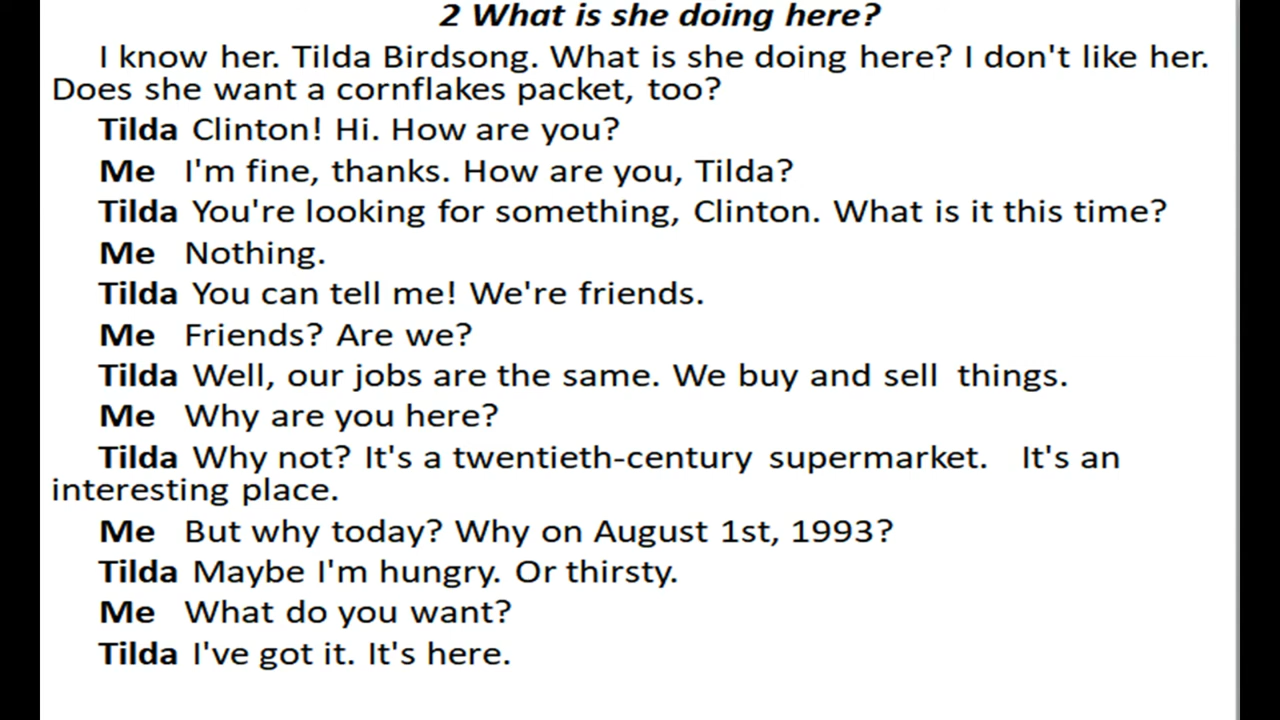 2 What is she doing here?
I know her. Tilda Birdsong. What is she doing here? I don't like her.
Does she want a cornflakes packet, too?
Tilda Clinton! Hi. How are you?
Me I'm fine, thanks. How are you, Tilda?
Tilda You're looking for something, Clinton. What is it this time?
Me Nothing.
Tilda You can tell me! We're friends.
Me Friends? Are we?
Tilda Well, our jobs are the same. We buy and sell things.
Me Why are you here?
Tilda Why not? It's a twentieth-century supermarket. It's an
interesting place.
Me But why today? Why on August 1st, 1993?
Tilda Maybe I'm hungry. Or thirsty.
Me What do you want?
Tilda I've got it. It's here.